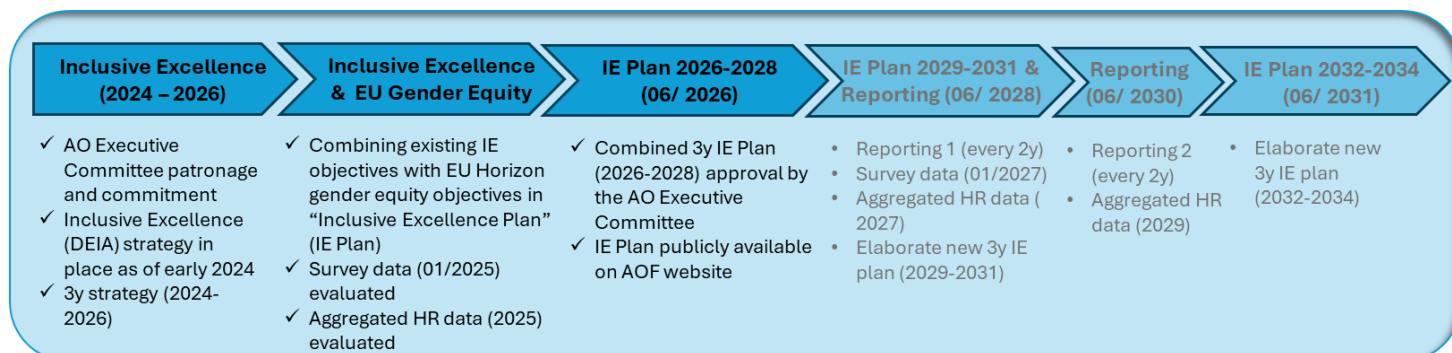 Inclusive Excellence
(2024 – 2026)
✓ AO Executive
Committee patronage
and commitment
✓ Inclusive Excellence
(DEIA) strategy in
place as of early 2024
✓ 3y strategy (2024-
2026)
Inclusive Excellence
& EU Gender Equity
✓ Combining existing IE
objectives with EU Horizon
gender equity objectives in
“Inclusive Excellence Plan”
(IE Plan)
✓ Survey data (01/2025)
evaluated
✓ Aggregated HR data (2025)
evaluated
IE Plan 2026-2028
(06/ 2026)
✓ Combined 3y IE Plan
(2026-2028) approval by
the AO Executive
Committee
✓ IE Plan publicly available
on AOF website
IE Plan 2029-2031 &
Reporting (06/ 2028)
• Reporting 1 (every 2y)
• Survey data (01/2027)
• Aggregated HR data (
2027)
• Elaborate new 3y IE
plan (2029-2031)
Reporting
(06/ 2030)
• Reporting 2
(every 2y)
• Aggregated HR
data (2029)
IE Plan 2032-2034
(06/ 2031)
• Elaborate new
3y IE plan
(2032-2034)